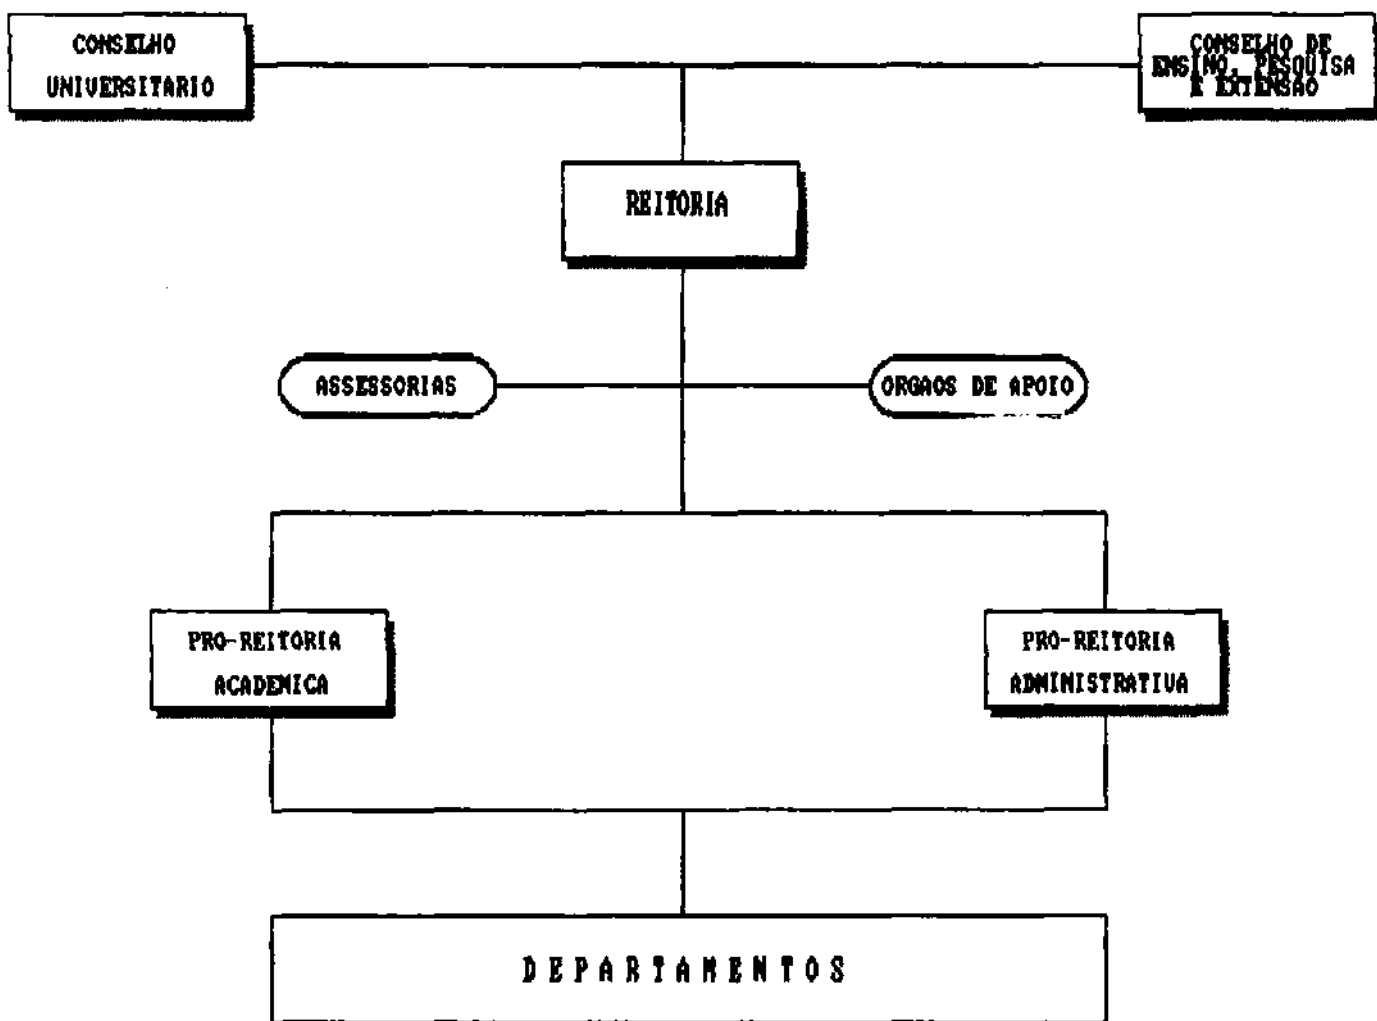 CONSELHO
UNIVERSITARIO
CONSELHO DE
ENSINO, PESQUISA
E EXTENSAO
REITORIA
ASSESSORIAS
ORGAOS DE APOIO
PRO-REITORIA
ACADEMICA
PRO-REITORIA
ADMINISTRATIVA
DEPARTAMENTOS